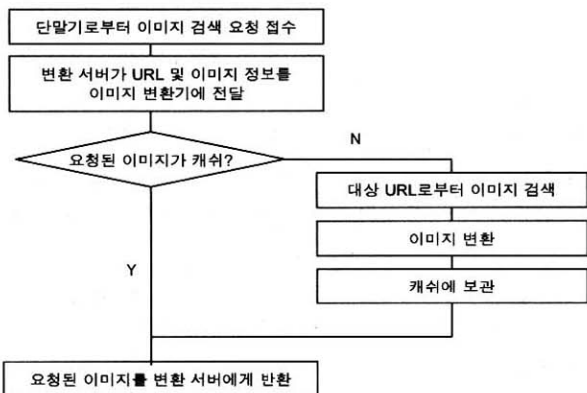 단말기로부터 이미지 검색 요청 접수
변환 서버가 URL 및 이미지 정보를
이미지 변환기에 전달
요청된 이미지가 캐쉬?
N
대상 URL로부터 이미지 검색
이미지 변환
Y
캐쉬에 보관
요청된 이미지를 변환 서버에게 반환